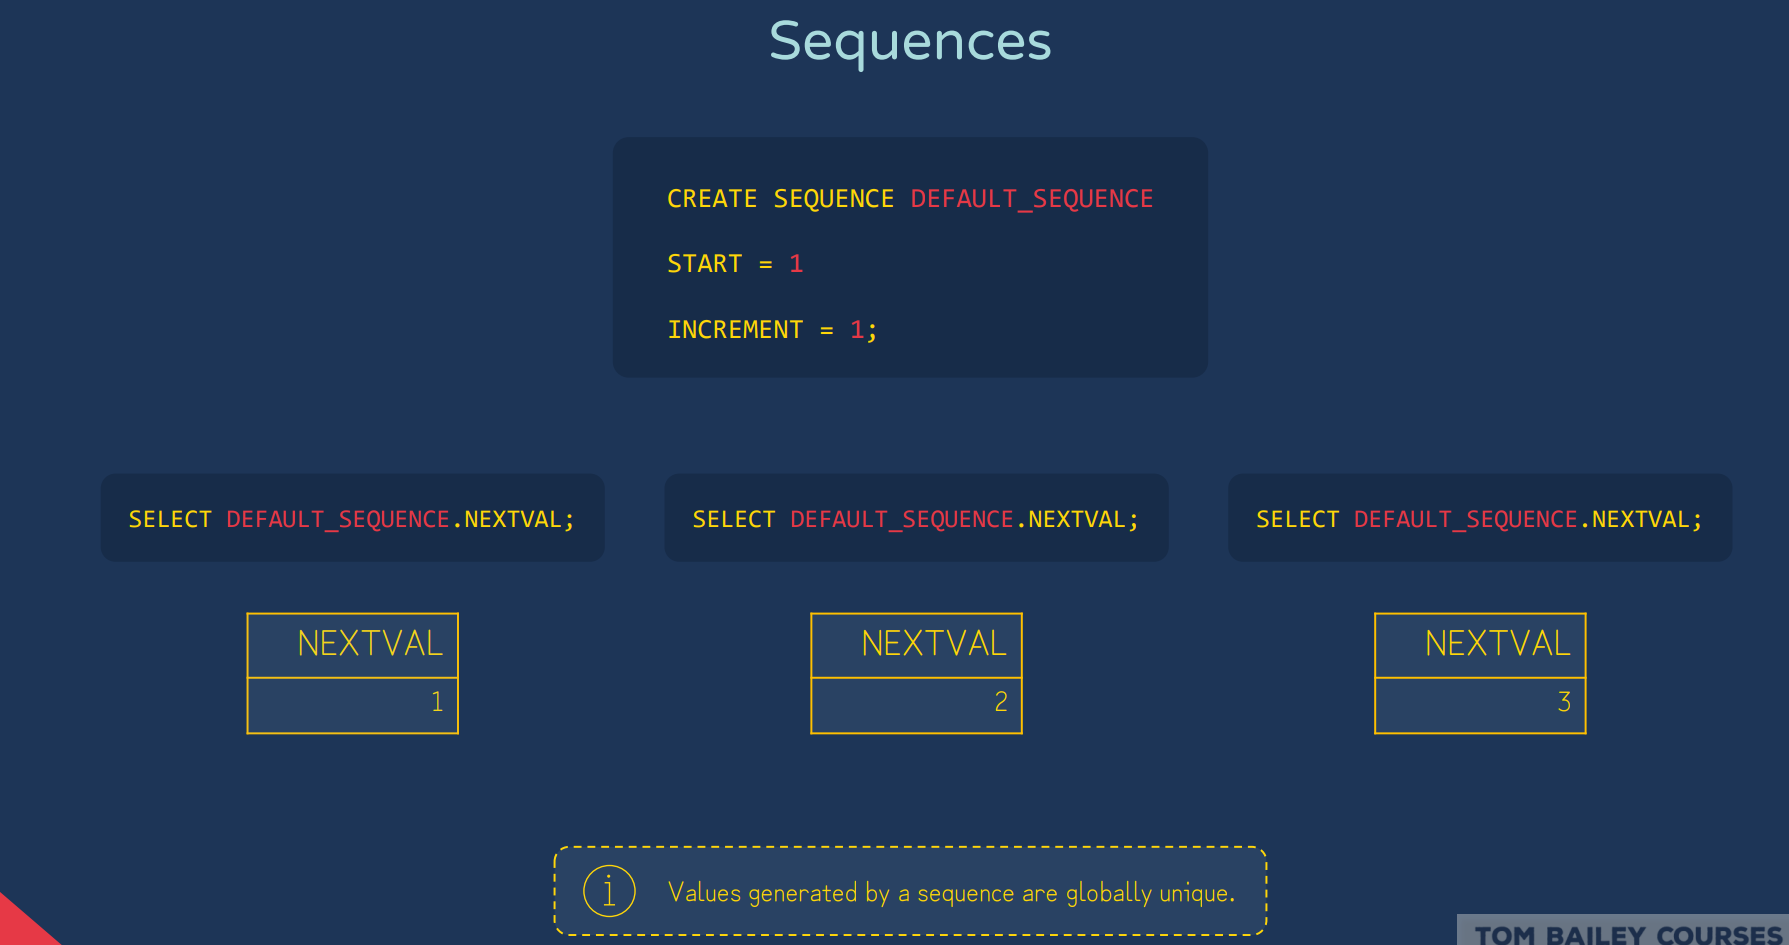 Sequences
CREATE SEQUENCE DEFAULT_SEQUENCE
START = 1
INCREMENT = 1;
SELECT DEFAULT_SEQUENCE.NEXTVAL;
SELECT DEFAULT_SEQUENCE.NEXTVAL;
SELECT DEFAULT_SEQUENCE.NEXTVAL;
NEXTVAL
1
NEXTVAL
2
NEXTVAL
3
i
Values generated by a sequence are globally unique.
TOM BAILEY COURSES